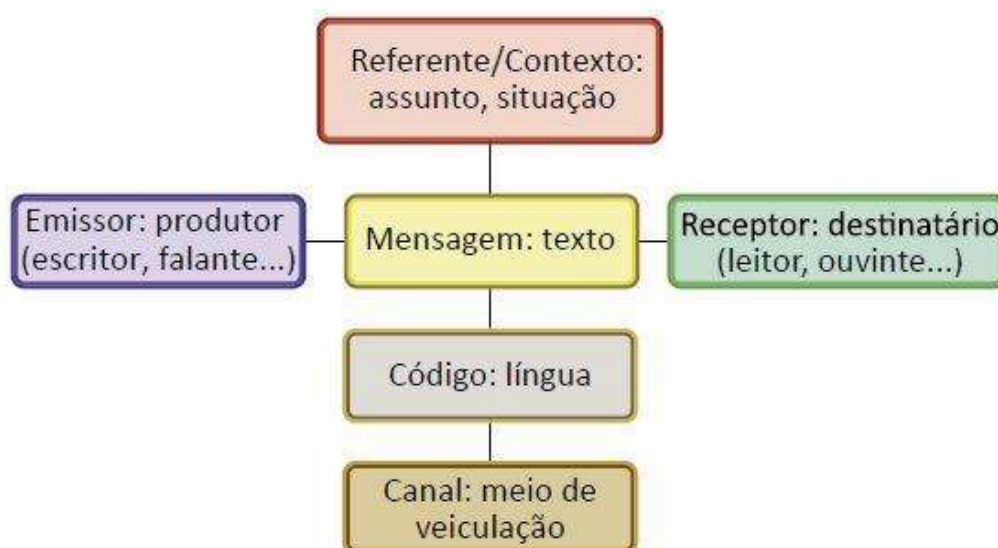 Referente/Contexto:
assunto, situação
Emissor: produtor
(escritor, falante...)
Mensagem: texto
Receptor: destinatário
(leitor, ouvinte...)
Código: língua
Canal: meio de
veiculação